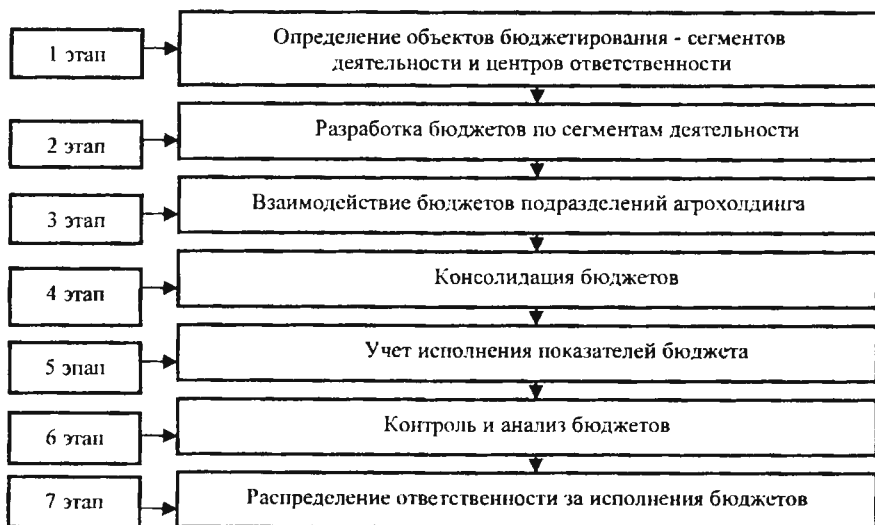 1 этап
Определение объектов бюджетирования - сегментов
деятельности и центров ответственности
2 этап
Разработка бюджетов по сегментам деятельности
3 этап
Взаимодействие бюджетов подразделений агрохолдинга
4 этап
Консолидация бюджетов
5 эпап
Учет исполнения показателей бюджета
6 этап
Контроль и анализ бюджетов
7 этап
Распределение ответственности за исполнения бюджетов